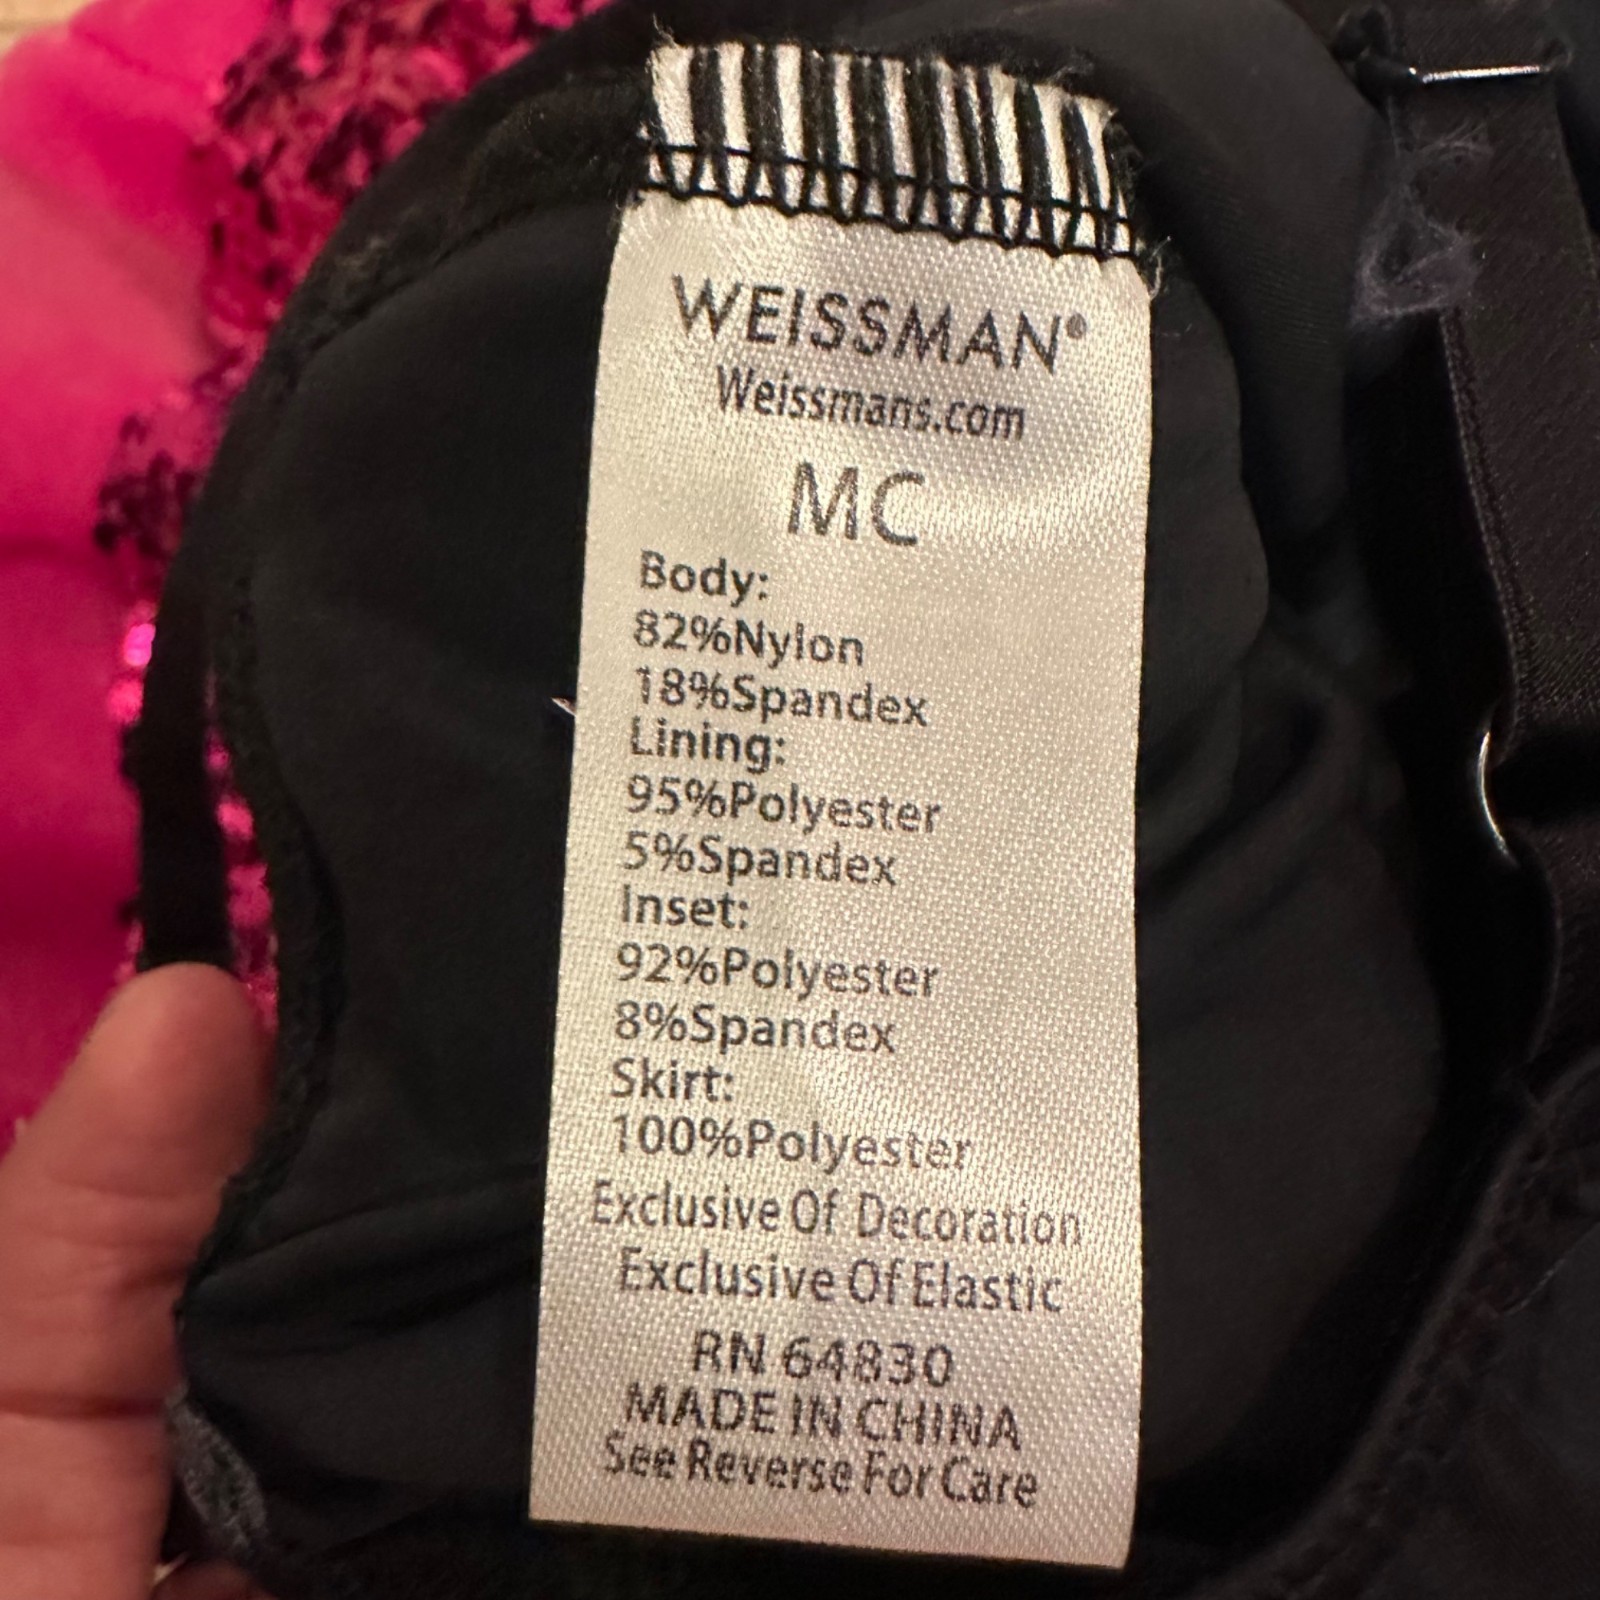 WEISSMAN®
Weissmans.com
MC
Body:
82%Nylon
18%Spandex
Lining:
95%Polyester
5%Spandex
Inset:
92%Polyester
8%Spandex
Skirt:
100%Polyester
Exclusive Of Decoration
Exclusive Of Elastic
RN 64830
MADE IN CHINA
See Reverse For Care